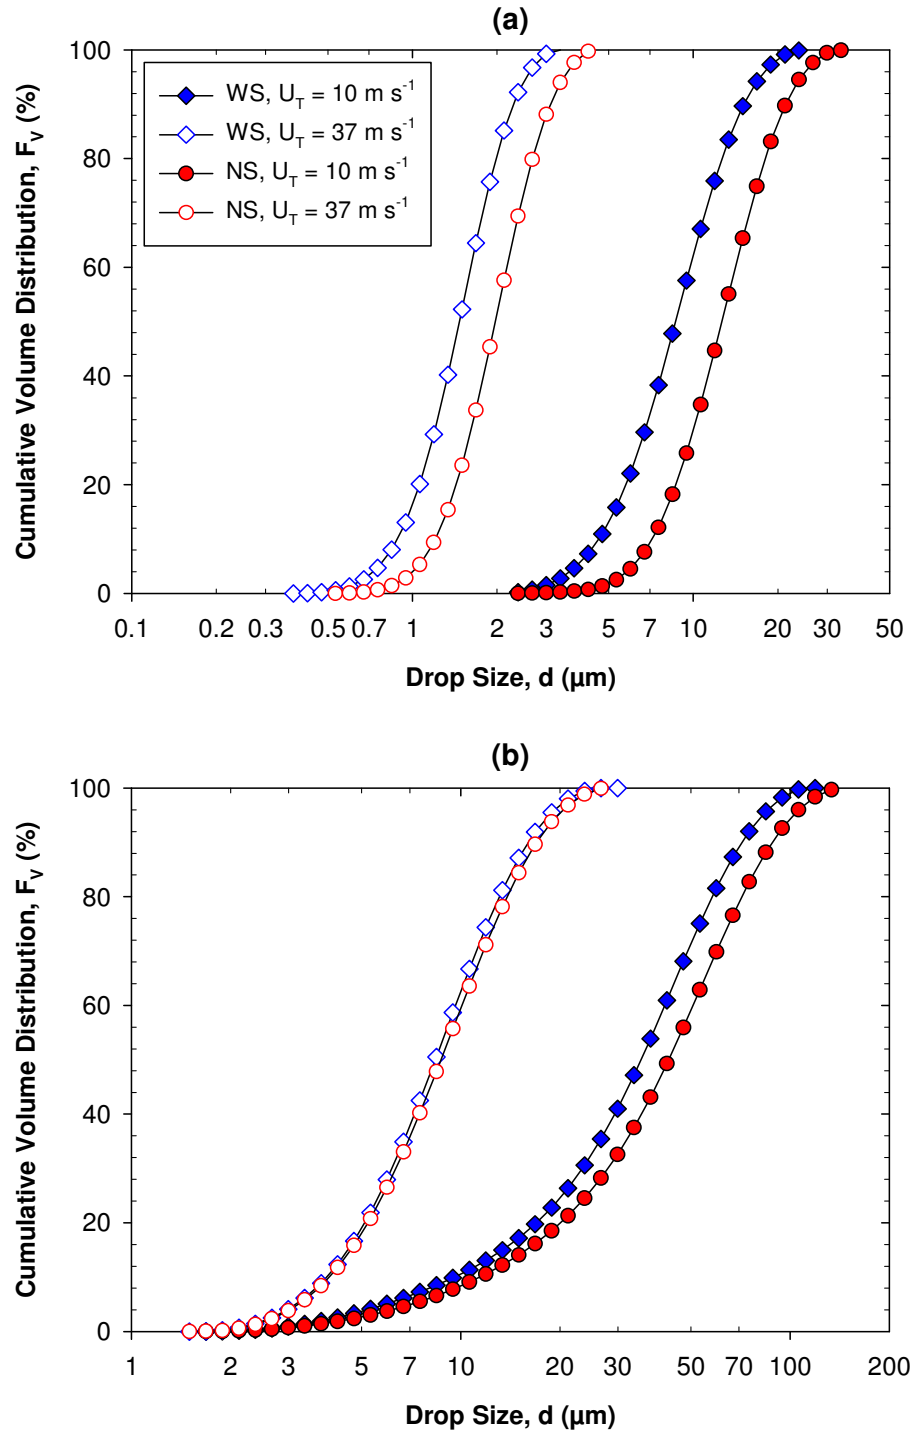 (a)
Cumulative Volume Distribution, F_V (%)
100
80
60
40
20
0
WS, U_T = 10 m s⁻¹
WS, U_T = 37 m s⁻¹
NS, U_T = 10 m s⁻¹
NS, U_T = 37 m s⁻¹
0.1 0.2 0.3 0.5 0.7 1 2 3 5 7 10 20 30 50
Drop Size, d (µm)
(b)
Cumulative Volume Distribution, F_V (%)
100
80
60
40
20
0
1 2 3 5 7 10 20 30 50 70 100 200
Drop Size, d (µm)